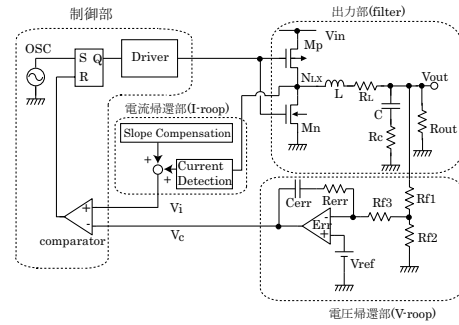 制御部
出力部(filter)
OSC
S Q
R
Driver
Vin
Mp
NLX
L
RL
Vout
C
Rc
Rout
Mn
電流帰還部(I-roop)
Slope Compensation
+
+
Current
Detection
Vi
Vc
+
-
comparator
Cerr
Rerr
Err
-
+
Rf3
Rf1
Rf2
Vref
電圧帰還部(V-roop)